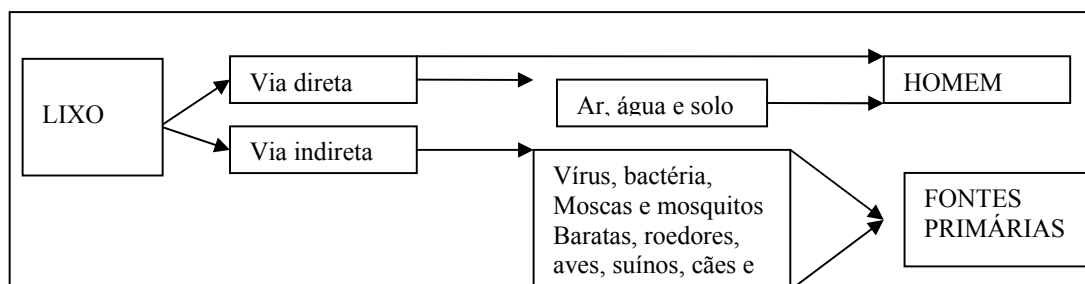 LIXO
Via direta
Via indireta
Ar, água e solo
HOMEM
Vírus, bactéria,
Moscas e mosquitos
Baratas, roedores,
aves, suínos, cães e
FONTES
PRIMÁRIAS